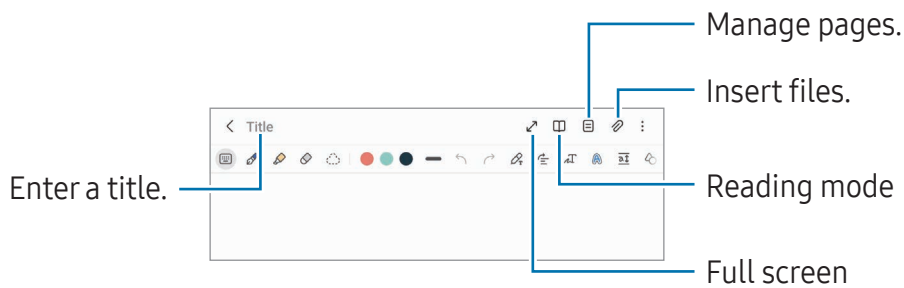 Manage pages.
Insert files.
Title
Enter a title.
Reading mode
Full screen